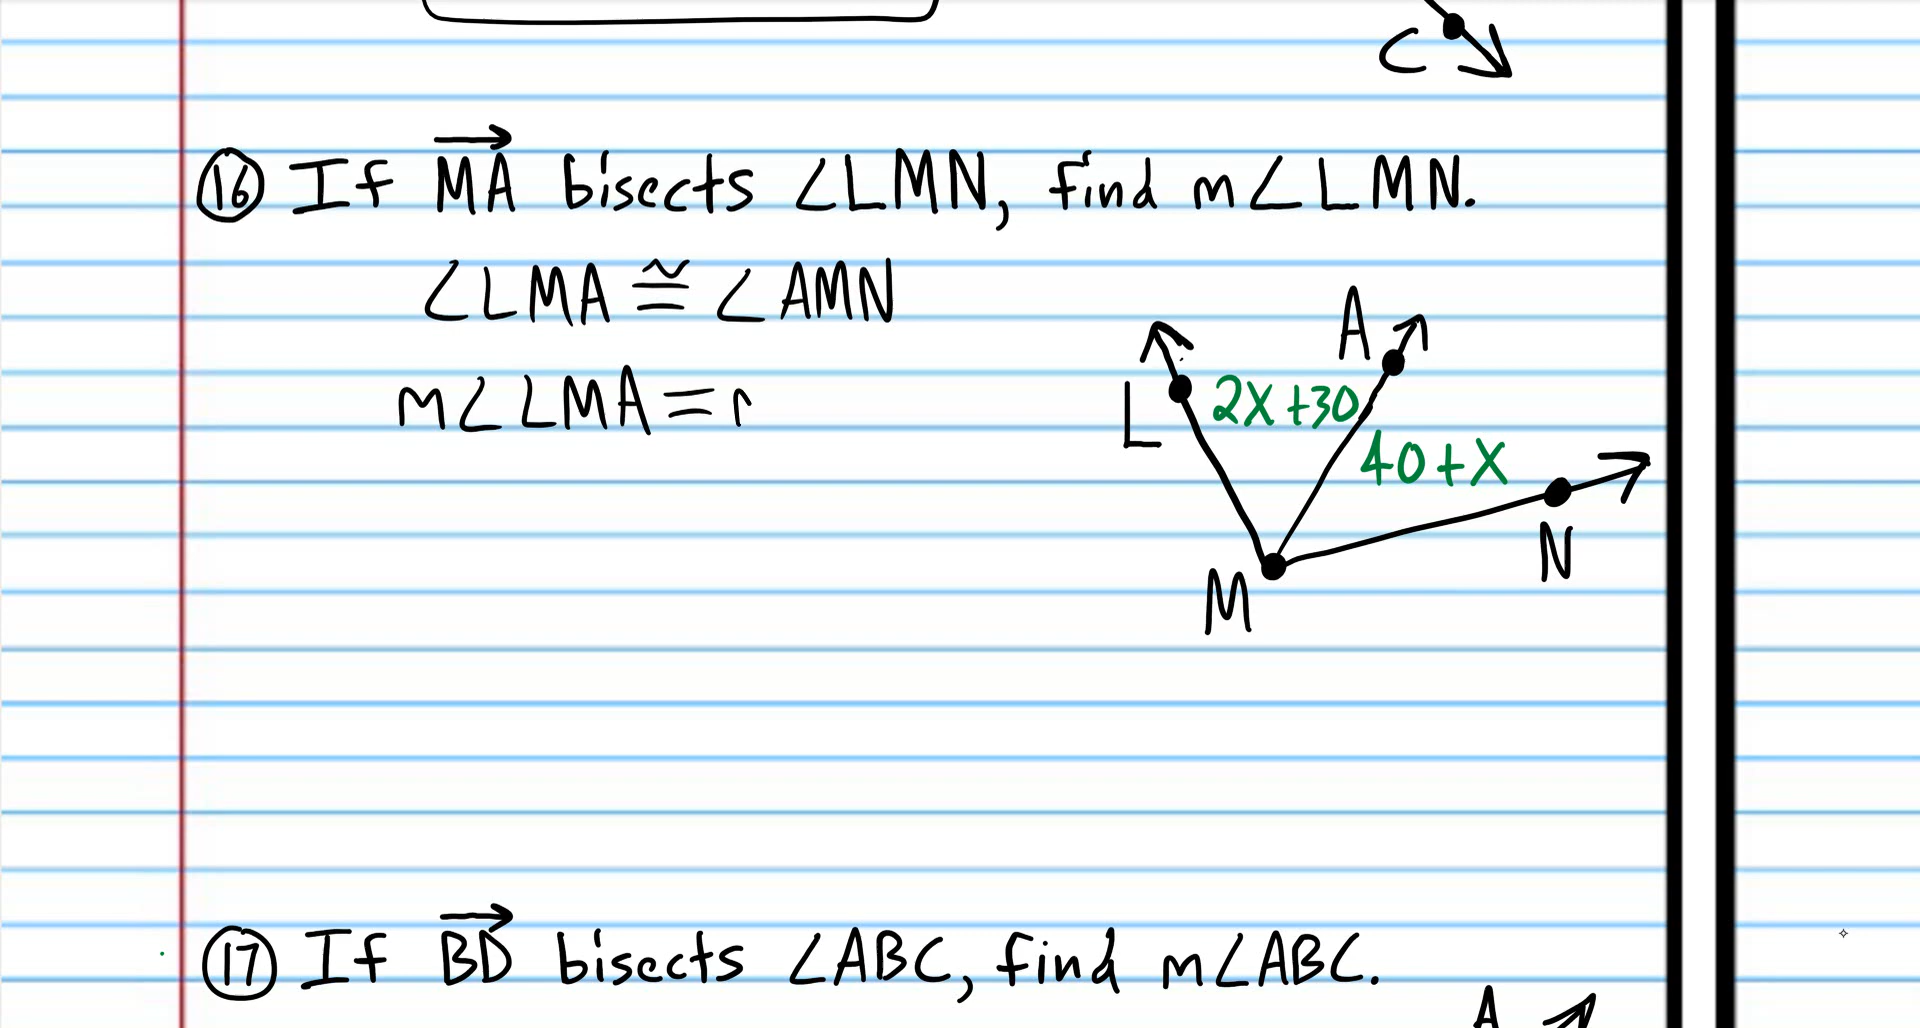 C
16 If MA bisects ∠LMN, find m∠LMN.
∠LMA ≅ ∠AMN
m∠LMA = m
A
L 2x+30
40+x
N
M
17 If BD bisects ∠ABC, find m∠ABC.
A